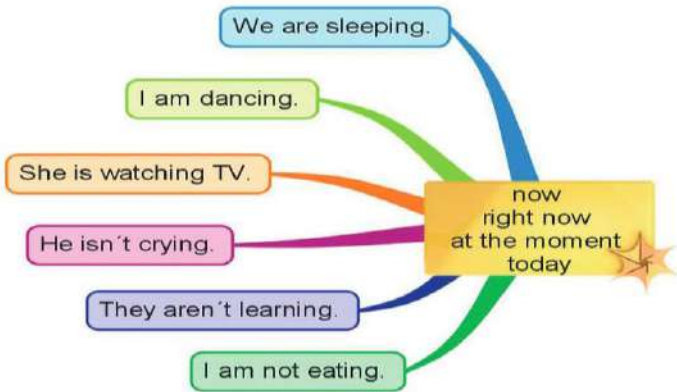 We are sleeping.
I am dancing.
She is watching TV.
He isn´t crying.
They aren´t learning.
I am not eating.
now
right now
at the moment
today